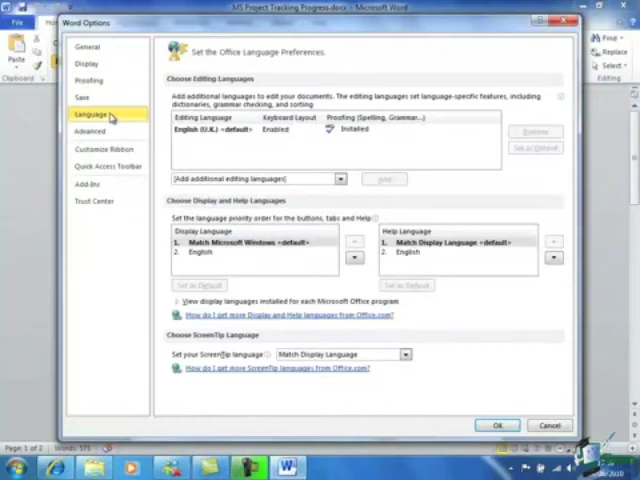 MS Project Tracking Progress.docx - Microsoft Word
File
Word Options
Paste
Clipboard
Find
Replace
Select
Editing
General
Display
Proofing
Save
Language
Advanced
Customize Ribbon
Quick Access Toolbar
Add-Ins
Trust Center
Set the Office Language Preferences.
Choose Editing Languages
Add additional languages to edit your documents. The editing languages set language-specific features, including
dictionaries, grammar checking, and sorting
Editing Language Keyboard Layout Proofing (Spelling, Grammar...)
English (U.K.) <default> Enabled Installed
Remove
Set as Default
[Add additional editing languages] Add
Choose Display and Help Languages
Set the language priority order for the buttons, tabs and Help
Display Language
1. Match Microsoft Windows <default>
2. English
Set as Default
Help Language
1. Match Display Language <default>
2. English
Set as Default
View display languages installed for each Microsoft Office program
How do I get more Display and Help languages from Office.com?
Choose ScreenTip Language
Set your ScreenTip language Match Display Language
How do I get more ScreenTip languages from Office.com?
OK Cancel
Page: 1 of 2 Words: 575